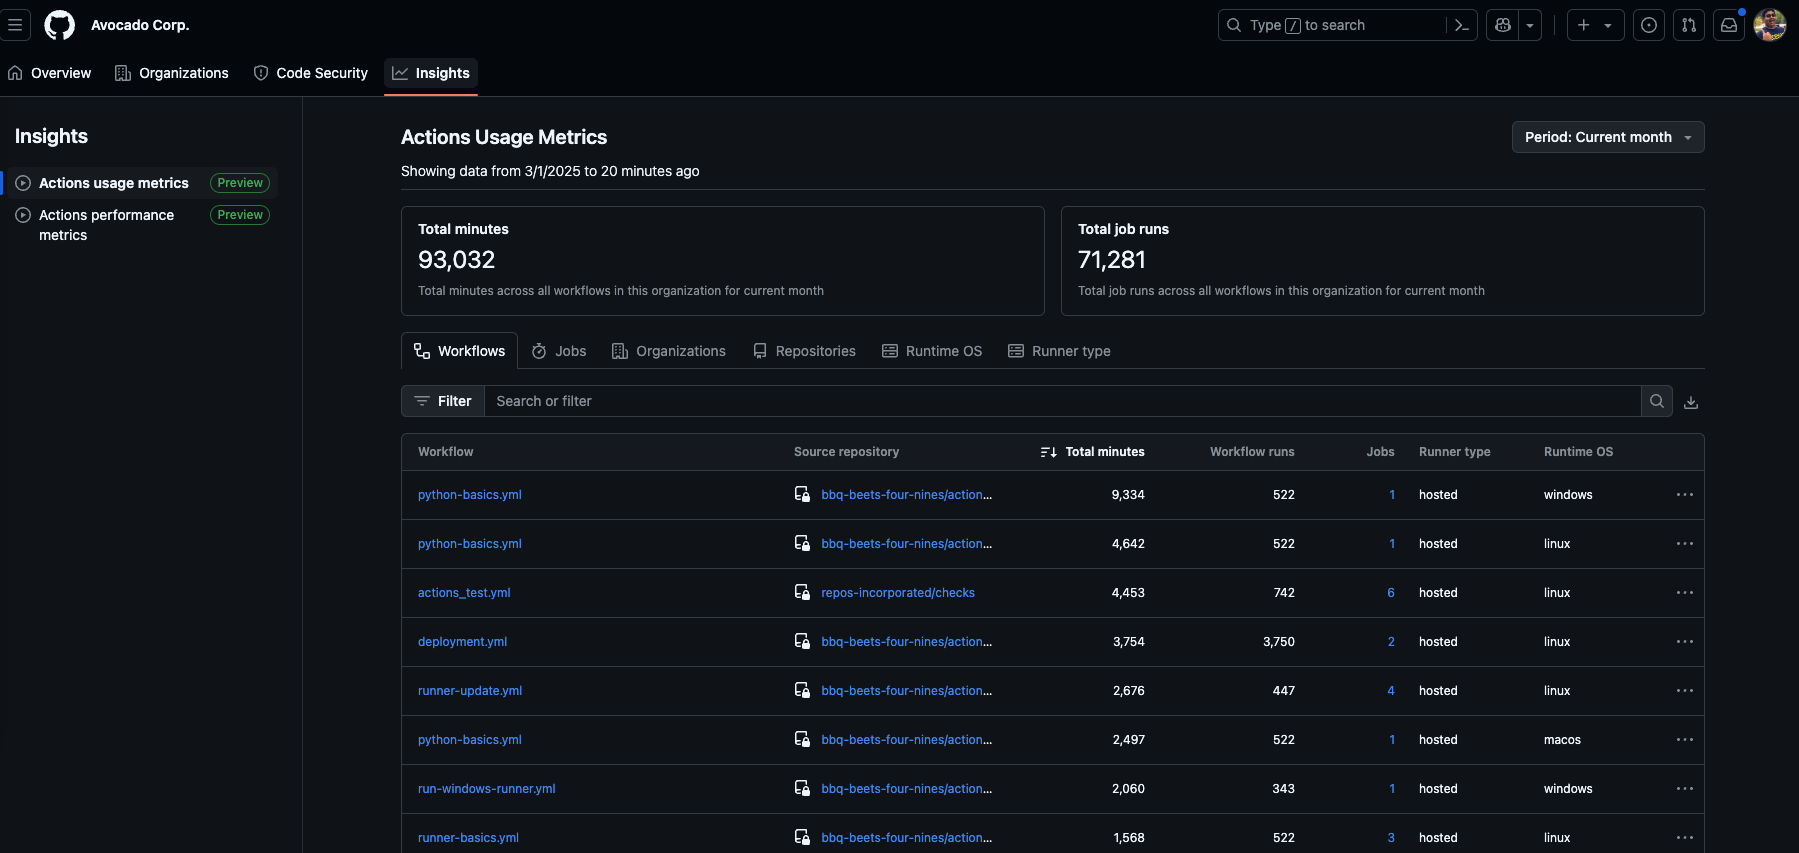 Avocado Corp.
Type / to search
Overview
Organizations
Code Security
Insights
Insights
Actions usage metrics Preview
Actions performance metrics Preview
Actions Usage Metrics
Period: Current month
Showing data from 3/1/2025 to 20 minutes ago
Total minutes
93,032
Total minutes across all workflows in this organization for current month
Total job runs
71,281
Total job runs across all workflows in this organization for current month
Workflows Jobs Organizations Repositories Runtime OS Runner type
Filter Search or filter
Workflow Source repository Total minutes Workflow runs Jobs Runner type Runtime OS
python-basics.yml bbq-beets-four-nines/action... 9,334 522 1 hosted windows
python-basics.yml bbq-beets-four-nines/action... 4,642 522 1 hosted linux
actions_test.yml repos-incorporated/checks 4,453 742 6 hosted linux
deployment.yml bbq-beets-four-nines/action... 3,754 3,750 2 hosted linux
runner-update.yml bbq-beets-four-nines/action... 2,676 447 4 hosted linux
python-basics.yml bbq-beets-four-nines/action... 2,497 522 1 hosted macos
run-windows-runner.yml bbq-beets-four-nines/action... 2,060 343 1 hosted windows
runner-basics.yml bbq-beets-four-nines/action... 1,568 522 3 hosted linux